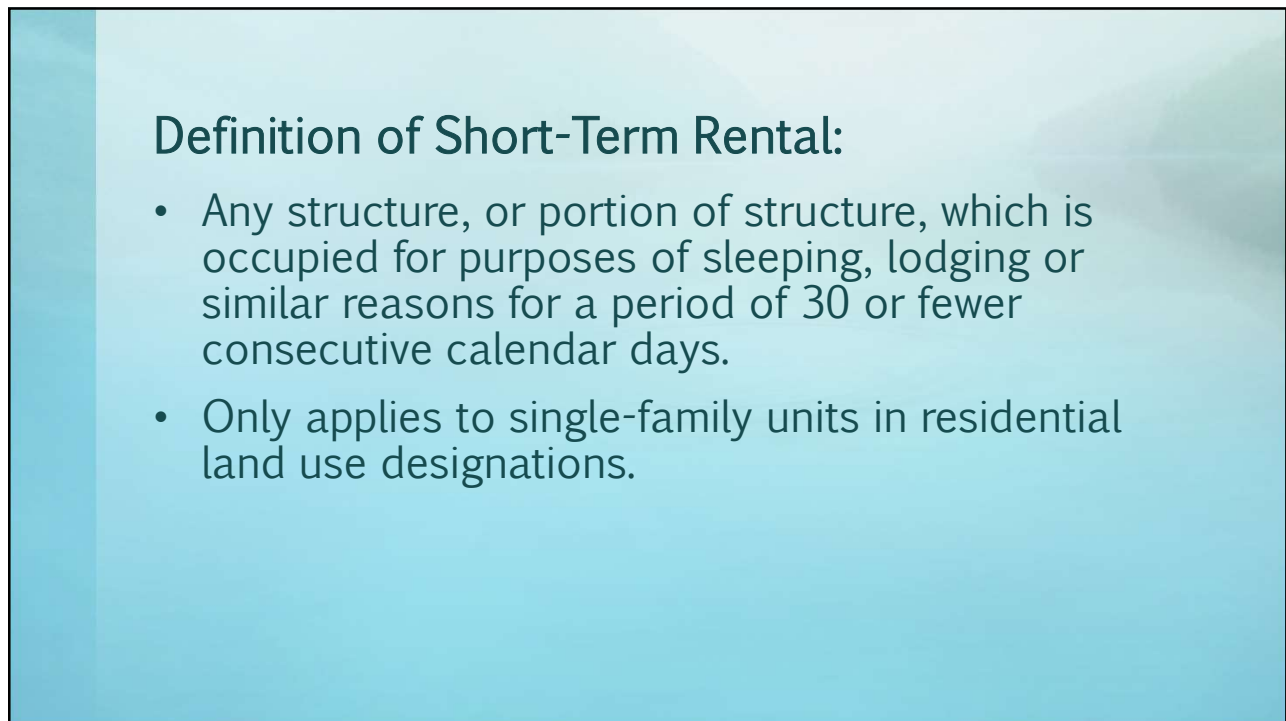 Definition of Short-Term Rental:
• Any structure, or portion of structure, which is
occupied for purposes of sleeping, lodging or
similar reasons for a period of 30 or fewer
consecutive calendar days.
• Only applies to single-family units in residential
land use designations.